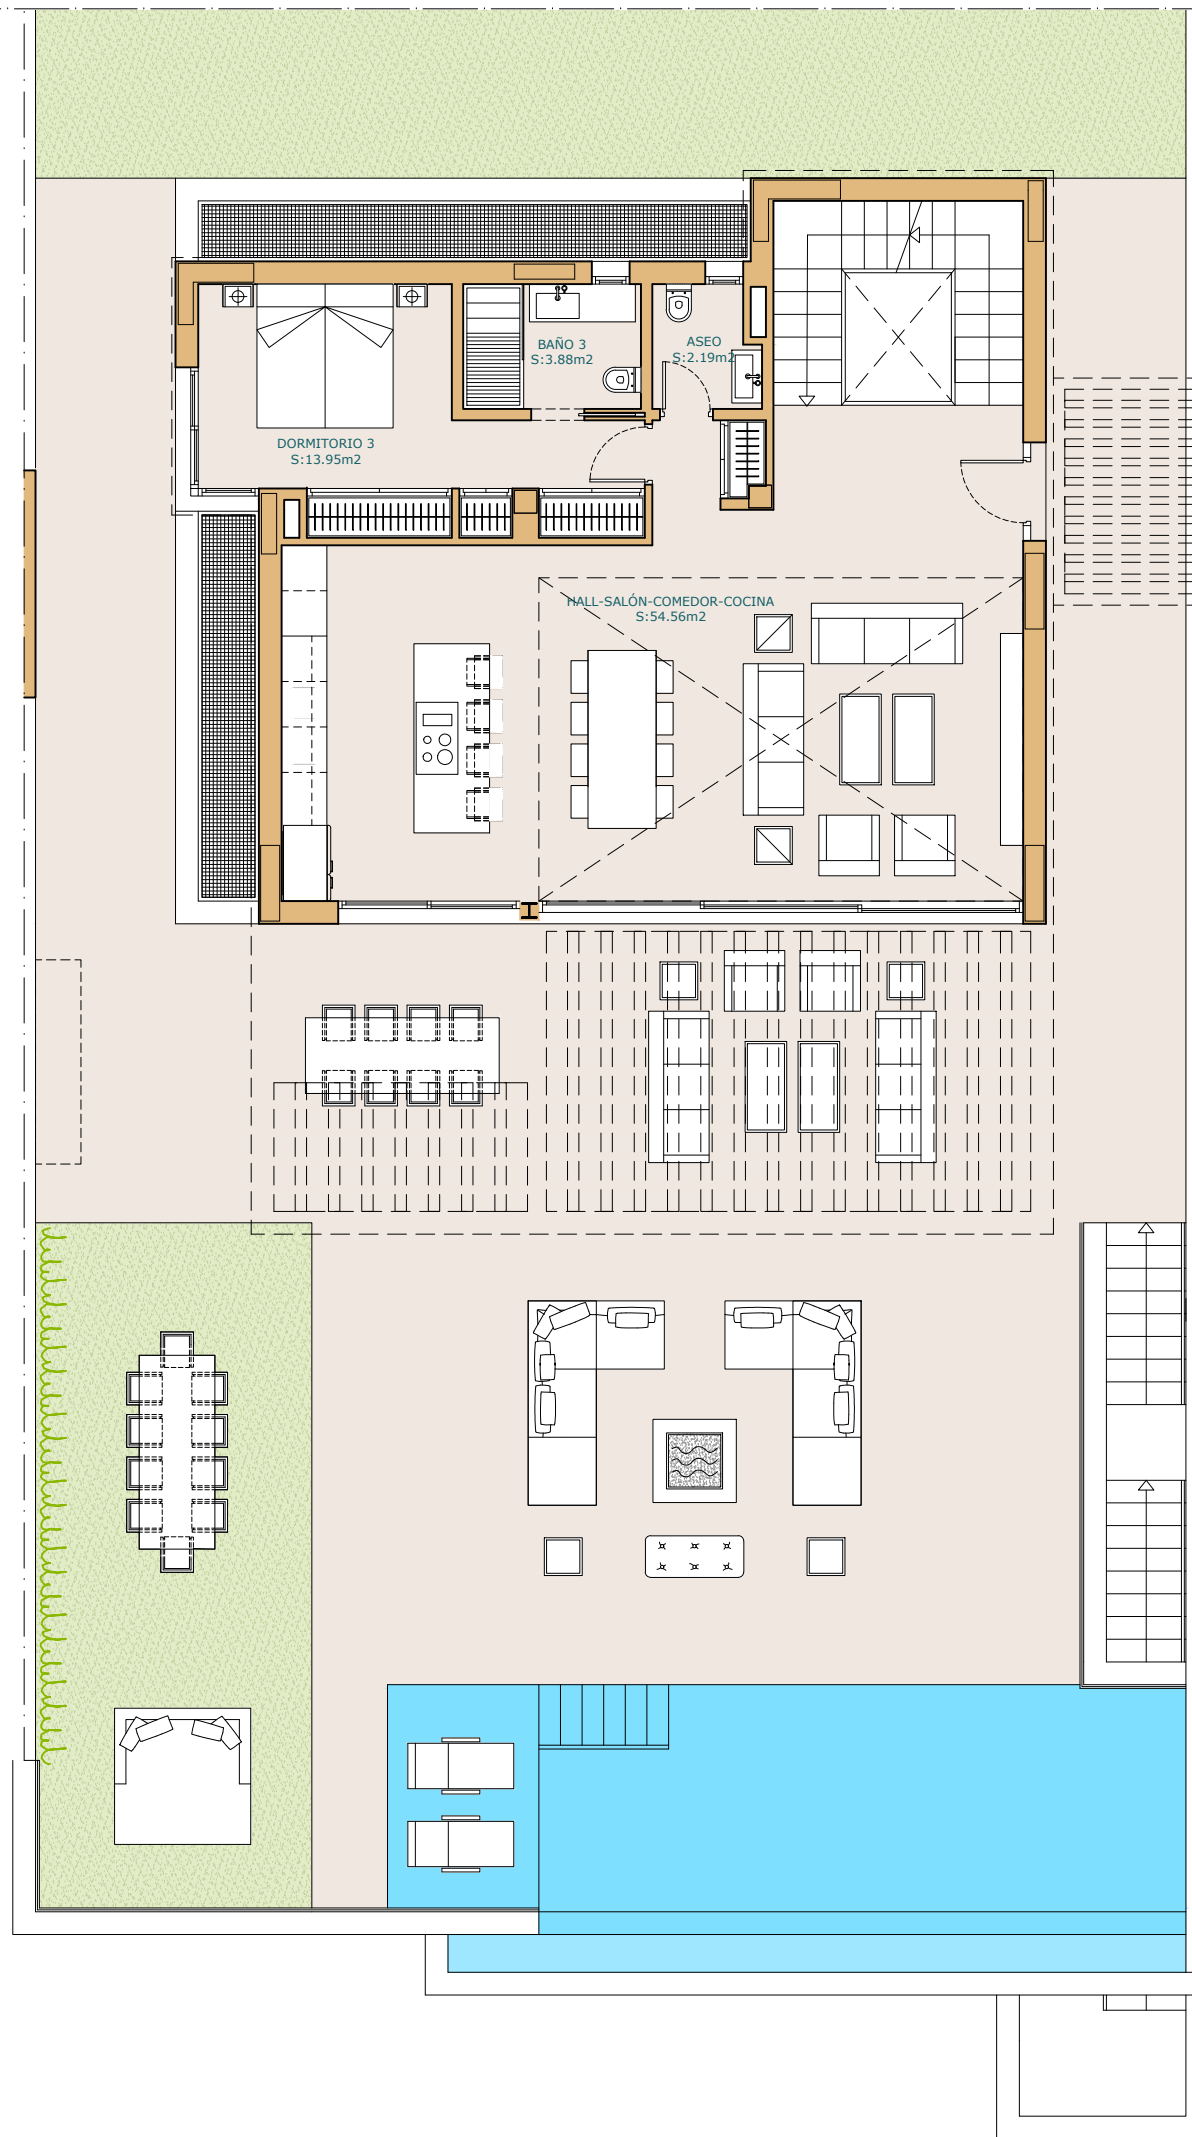 BAÑO 3
S:3.88m2
ASEO
S:2.19m2
DORMITORIO 3
S:13.95m2
HALL-SALÓN-COMEDOR-COCINA
S:54.56m2